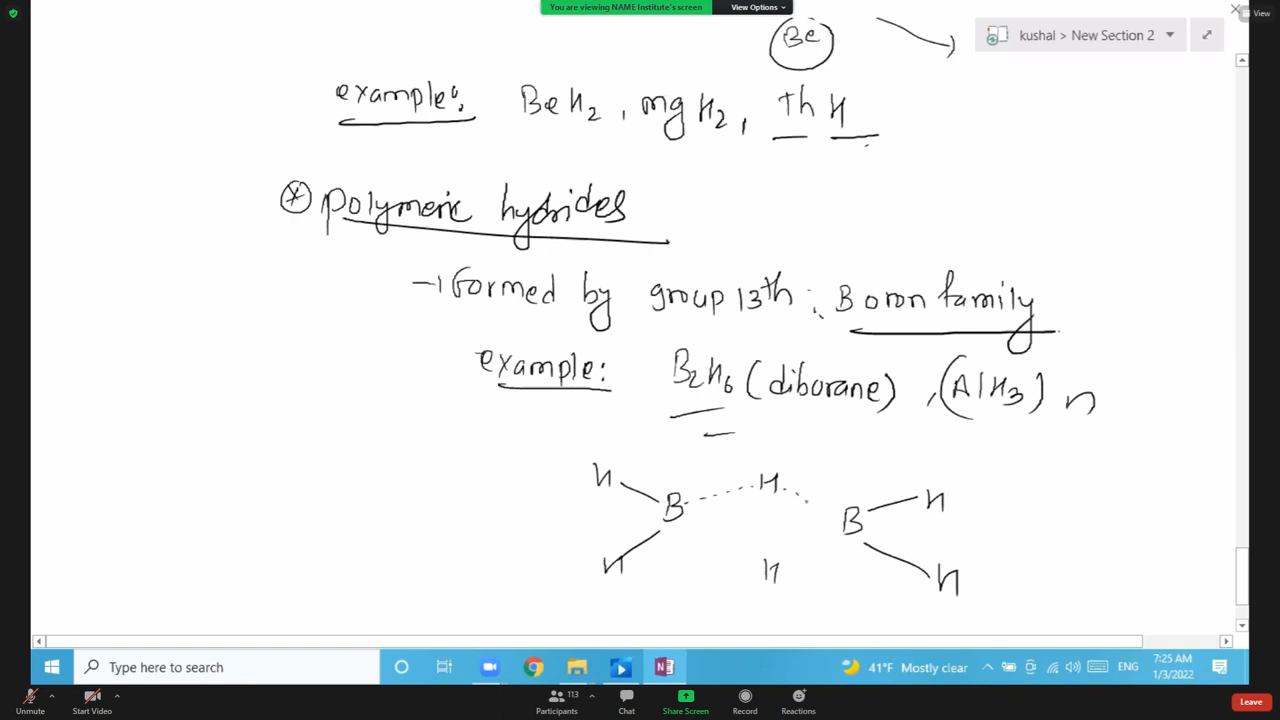 You are viewing NAME Institute's screen View Options
View
kushal > New Section 2
Be
example: BeH2, mgH2, Th H
* polymeric hydrides
→ formed by group 13th : Boron family
example: B2H6 (diborane), (AlH3) n
H H H
B B
H H H
Type here to search
41°F Mostly clear
ENG
7:25 AM
1/3/2022
Unmute
Start Video
113
Participants
Chat
Share Screen
Record
Reactions
Leave